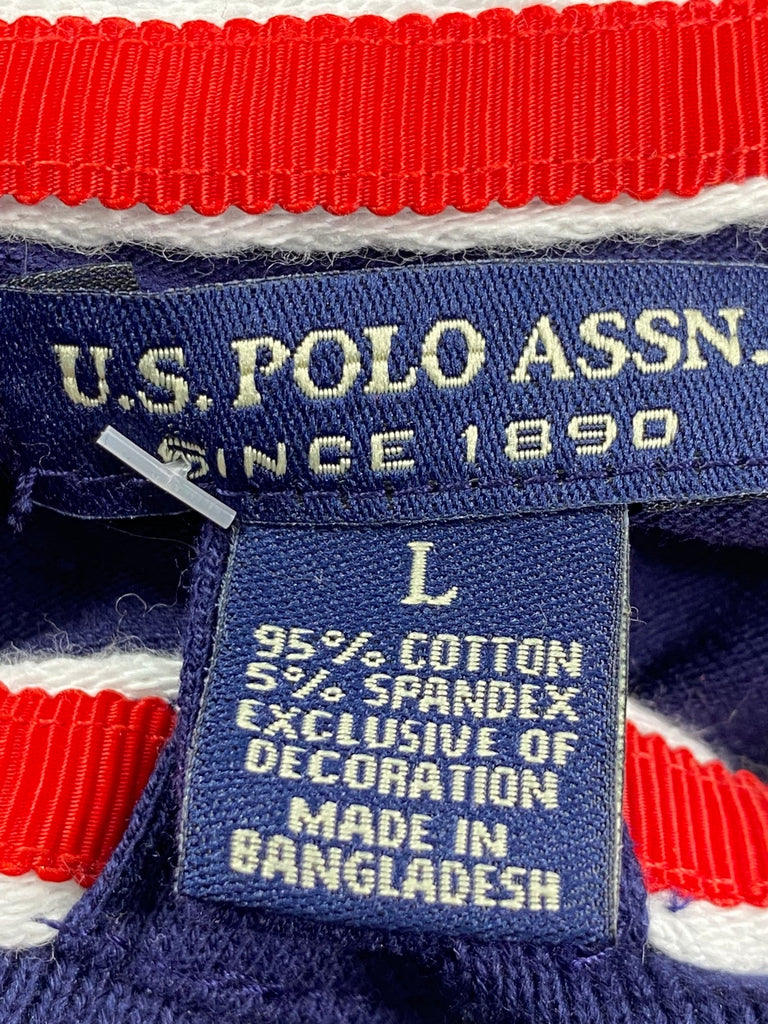 U.S. POLO ASSN.
SINCE 1890
L
95% COTTON
5% SPANDEX
EXCLUSIVE OF
DECORATION
MADE IN
BANGLADESH